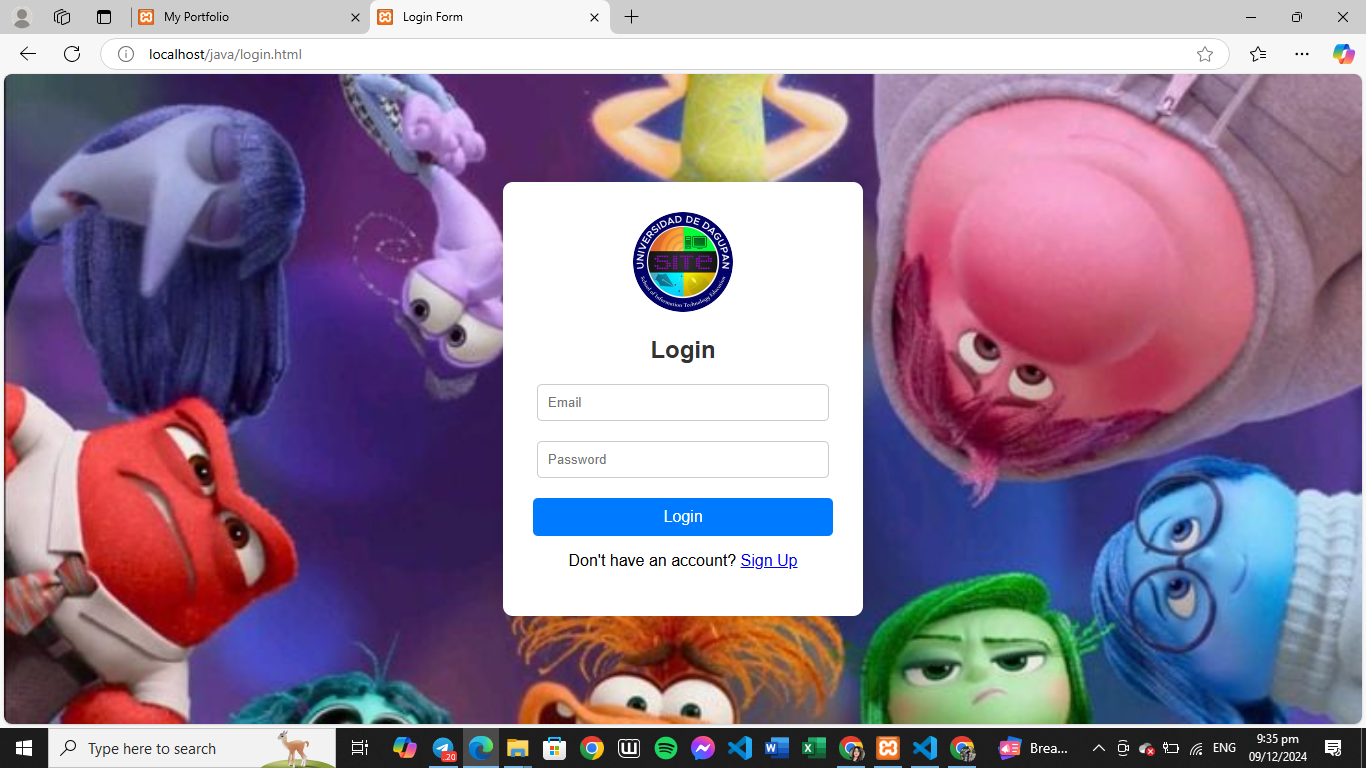 My Portfolio
Login Form
localhost/java/login.html
UNIVERSIDAD DE DAGUPAN
SITE
School of Information Technology Education
Login
Email
Password
Login
Don't have an account? Sign Up
Type here to search
20
Brea...
ENG
9:35 pm
09/12/2024